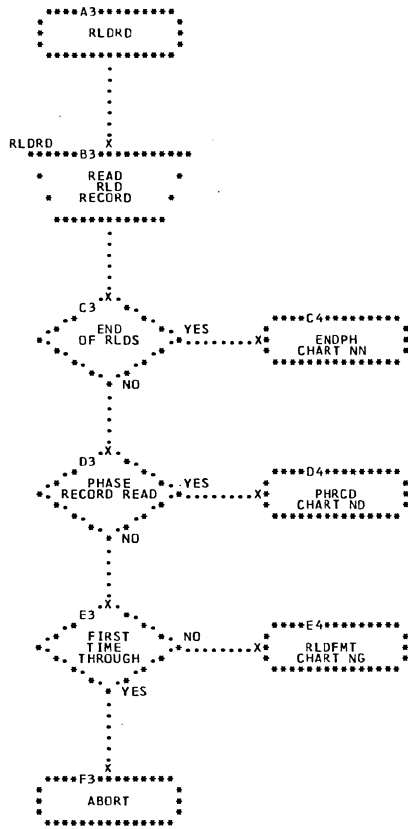 A3
RLDRD
RLDRD
B3
READ
RLD
RECORD
C3
END
OF RLDS
YES
C4
ENDPH
CHART NN
NO
D3
PHASE
RECORD READ
YES
D4
PHRCD
CHART ND
NO
E3
FIRST
TIME
THROUGH
NO
E4
RLDFMT
CHART NG
YES
F3
ABORT